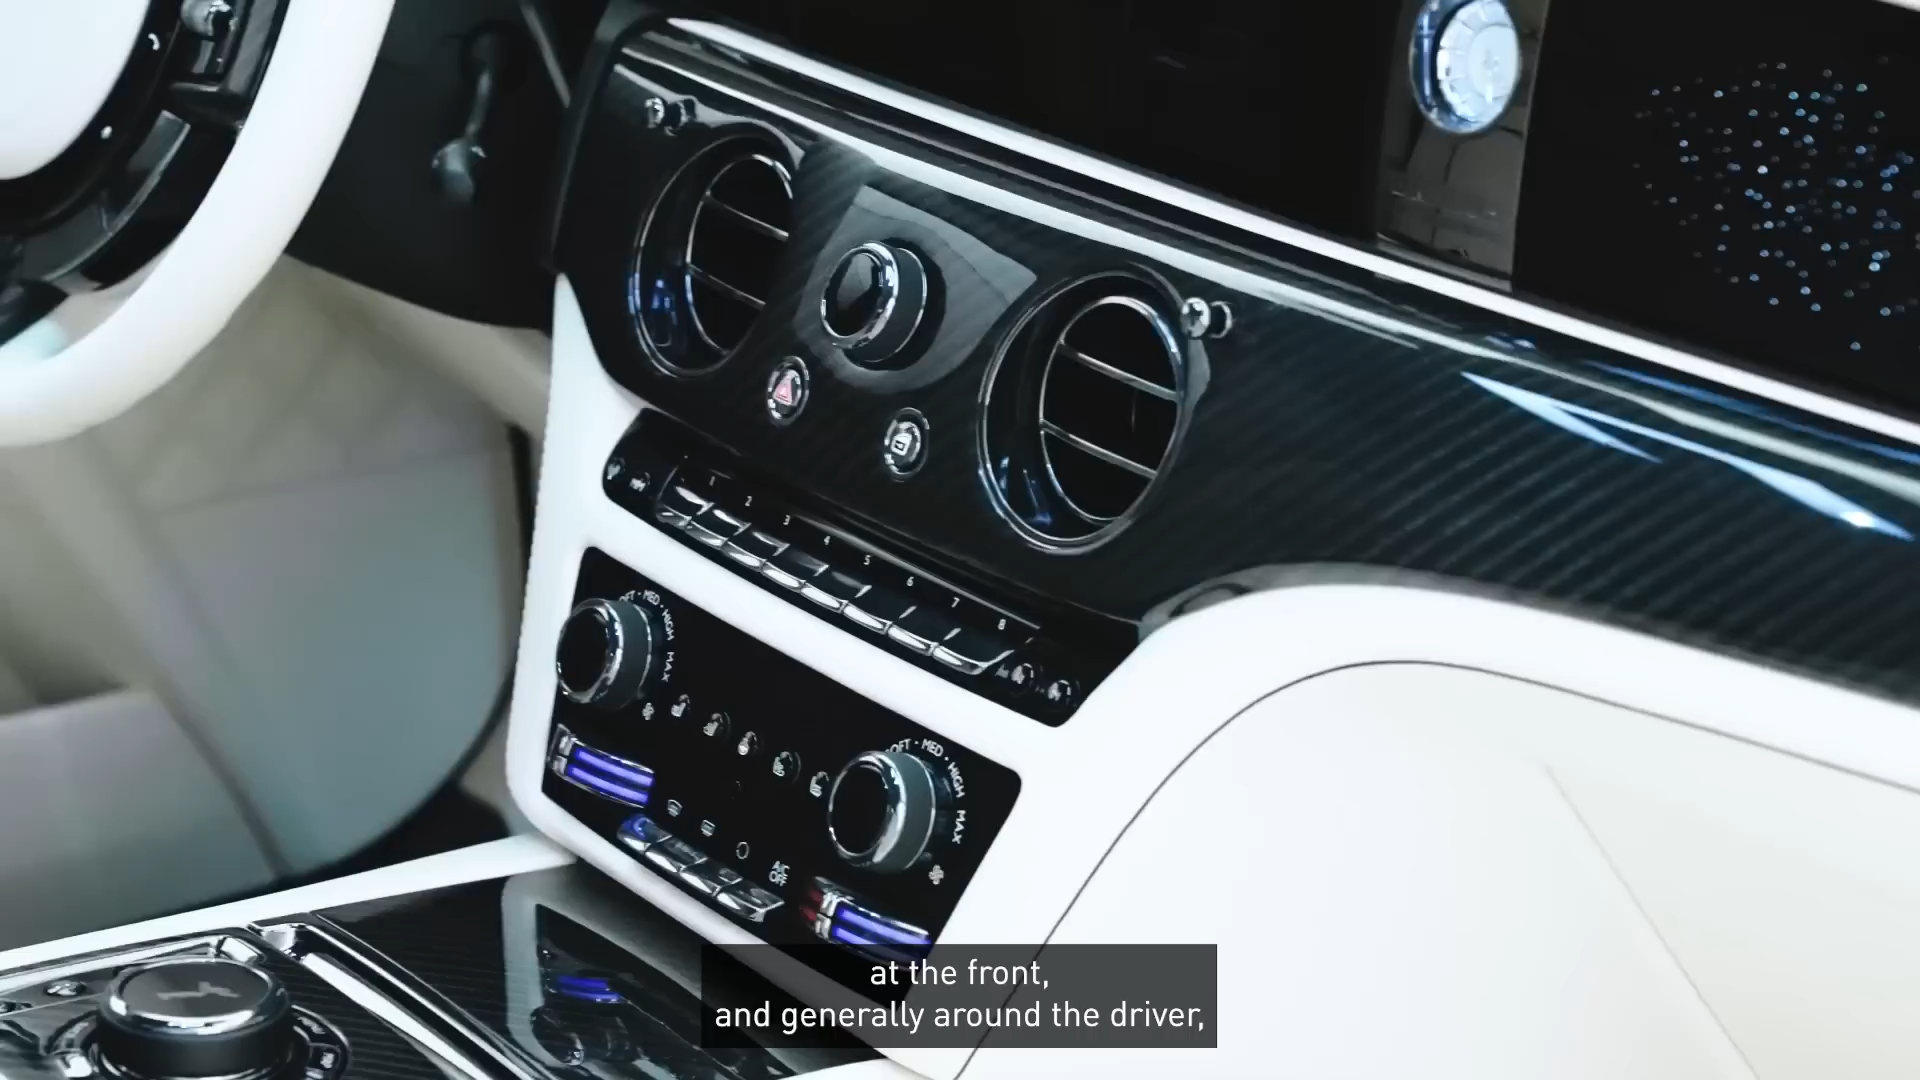 1
2
3
4
5
6
7
8
MED · HIGH
MAX
SOFT · MED · HIGH
MAX
A/C
OFF
at the front,
and generally around the driver,